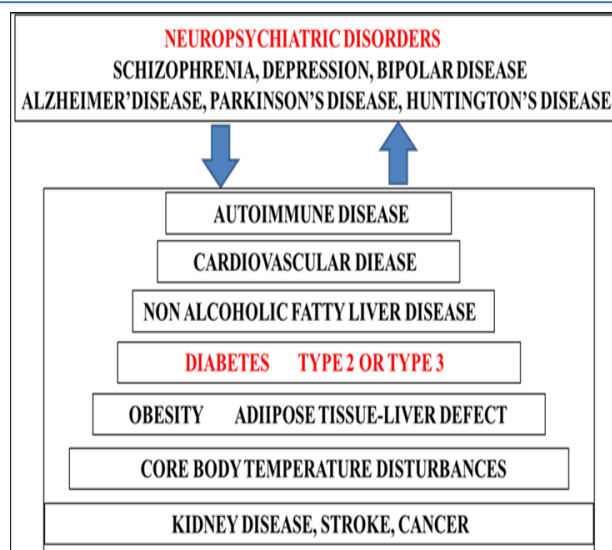 NEUROPSYCHIATRIC DISORDERS
SCHIZOPHRENIA, DEPRESSION, BIPOLAR DISEASE
ALZHEIMER'DISEASE, PARKINSON'S DISEASE, HUNTINGTON'S DISEASE
AUTOIMMUNE DISEASE
CARDIOVASCULAR DIEASE
NON ALCOHOLIC FATTY LIVER DISEASE
DIABETES TYPE 2 OR TYPE 3
OBESITY ADIIPOSE TISSUE-LIVER DEFECT
CORE BODY TEMPERATURE DISTURBANCES
KIDNEY DISEASE, STROKE, CANCER